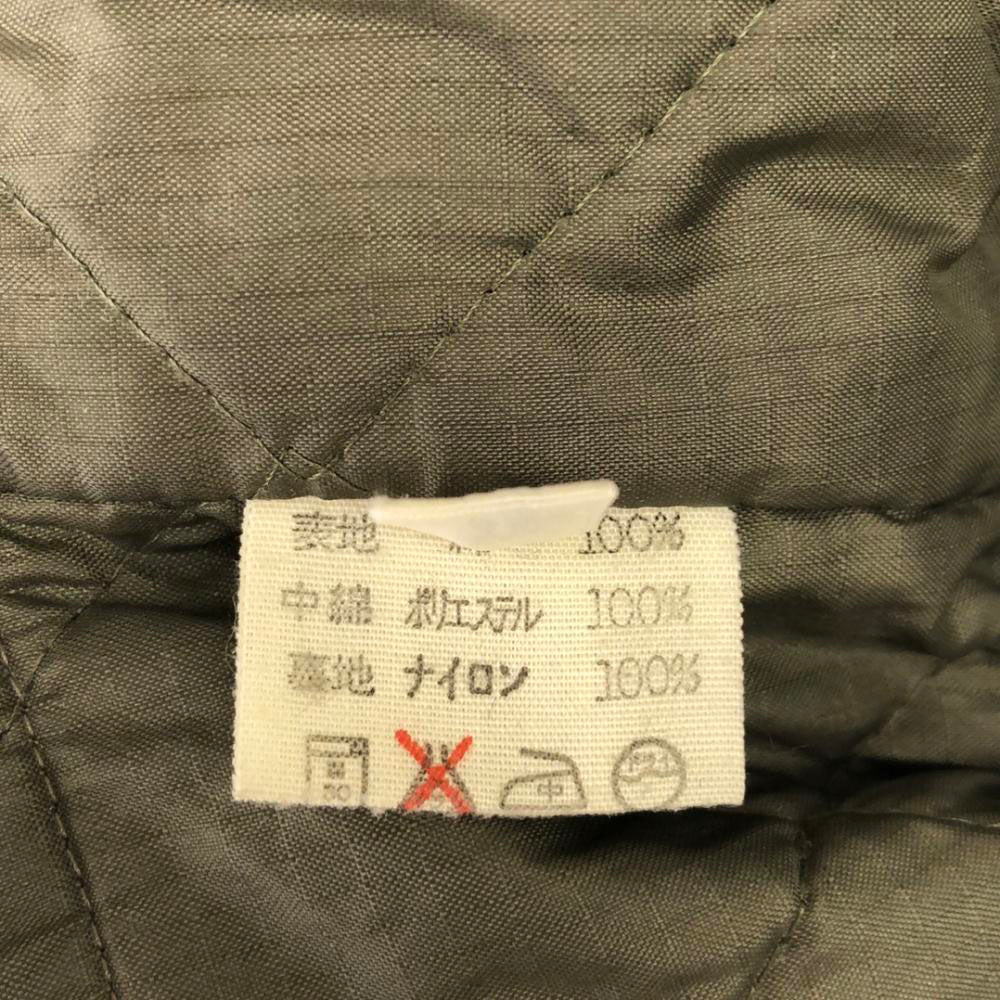 表地 100%
中綿 ポリエステル 100%
裏地 ナイロン 100%
中